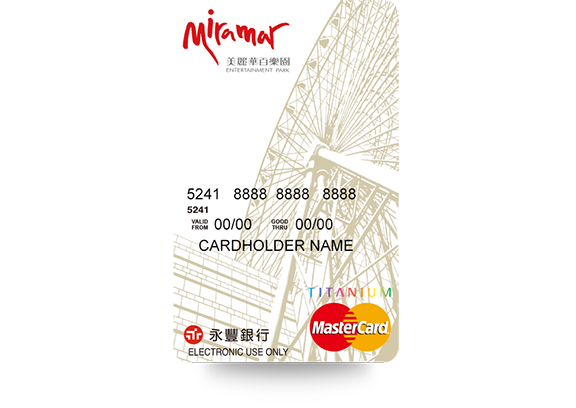 Miramar
美麗華百樂園
ENTERTAINMENT PARK
5241 8888 8888 8888
5241
VALID FROM 00/00 GOOD THRU 00/00
CARDHOLDER NAME
TITANIUM
MasterCard
永豐銀行
ELECTRONIC USE ONLY